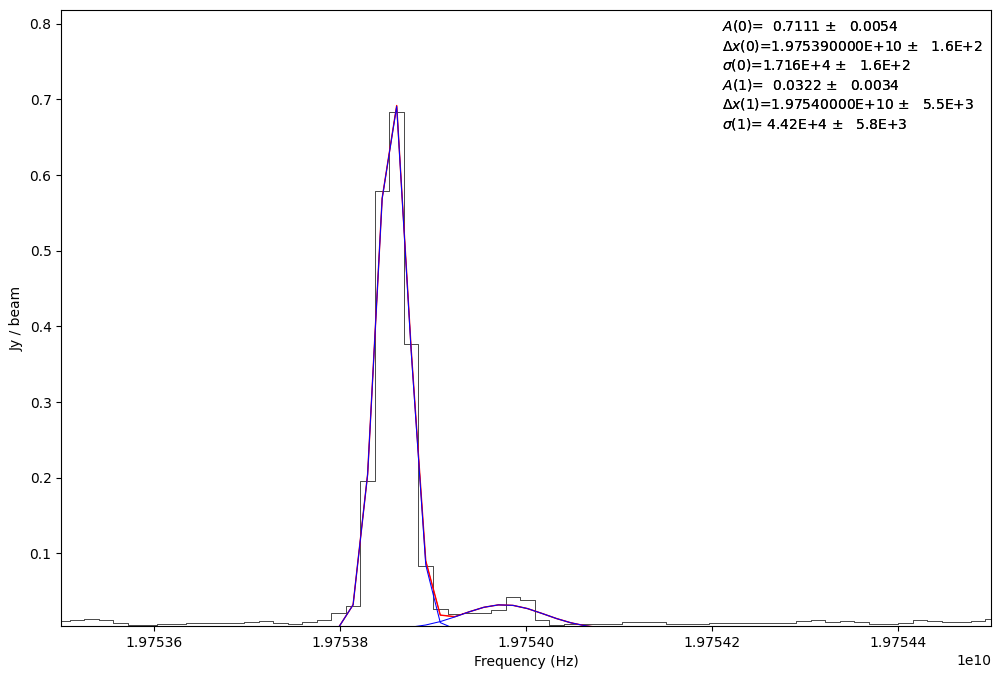 0.8
0.7
0.6
0.5
0.4
0.3
0.2
0.1
Jy / beam
A(0)= 0.7111 ± 0.0054
Δx(0)=1.975390000E+10 ± 1.6E+2
σ(0)=1.716E+4 ± 1.6E+2
A(1)= 0.0322 ± 0.0034
Δx(1)=1.97540000E+10 ± 5.5E+3
σ(1)= 4.42E+4 ± 5.8E+3
1.97536 1.97538 1.97540 1.97542 1.97544
1e10
Frequency (Hz)